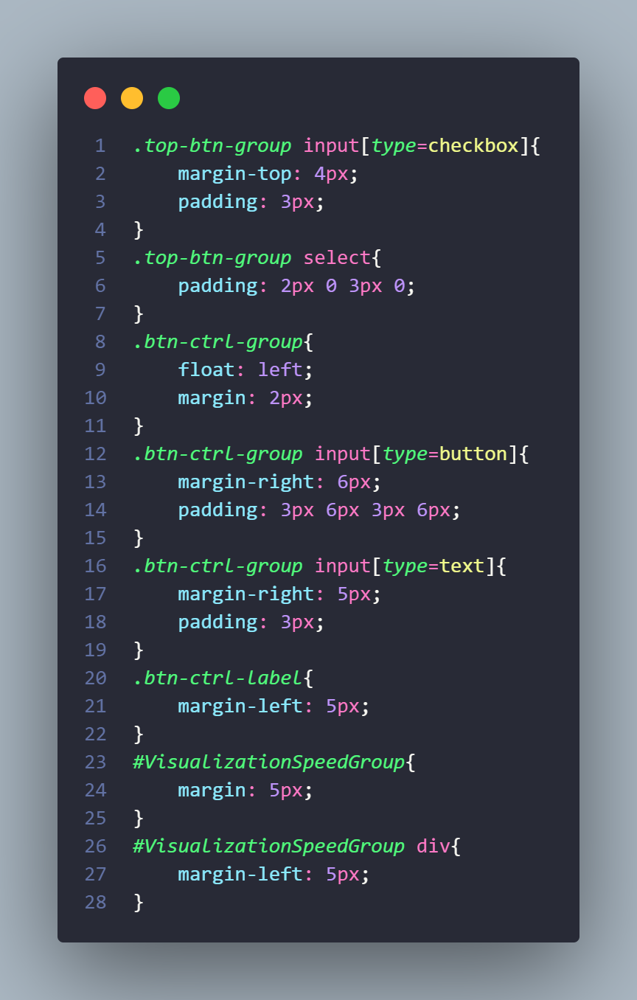 1 .top-btn-group input[type=checkbox]{
2     margin-top: 4px;
3     padding: 3px;
4 }
5 .top-btn-group select{
6     padding: 2px 0 3px 0;
7 }
8 .btn-ctrl-group{
9     float: left;
10     margin: 2px;
11 }
12 .btn-ctrl-group input[type=button]{
13     margin-right: 6px;
14     padding: 3px 6px 3px 6px;
15 }
16 .btn-ctrl-group input[type=text]{
17     margin-right: 5px;
18     padding: 3px;
19 }
20 .btn-ctrl-label{
21     margin-left: 5px;
22 }
23 #VisualizationSpeedGroup{
24     margin: 5px;
25 }
26 #VisualizationSpeedGroup div{
27     margin-left: 5px;
28 }